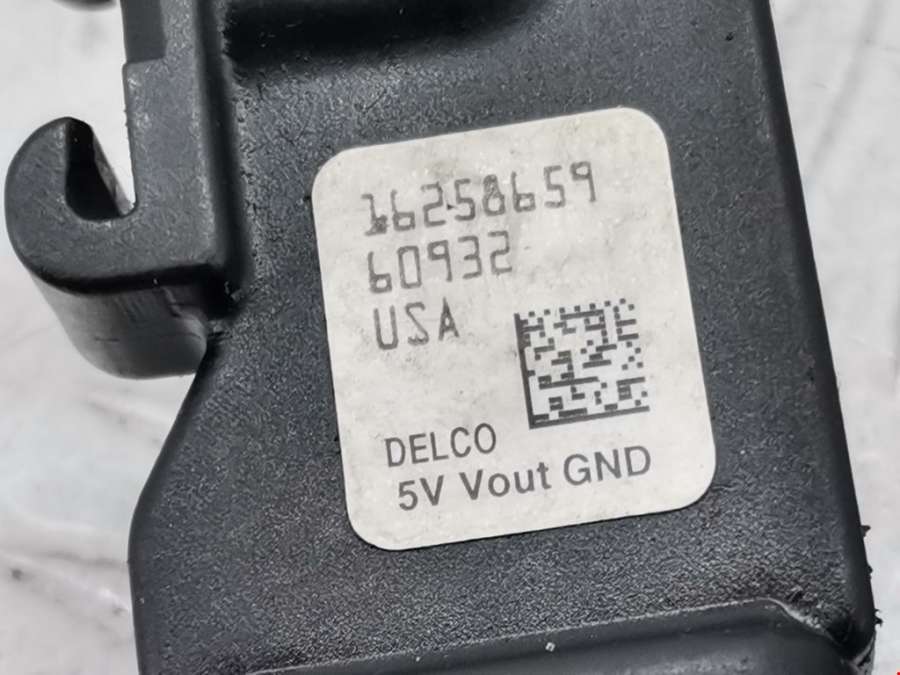 16258659
60932
USA
DELCO
5V Vout GND